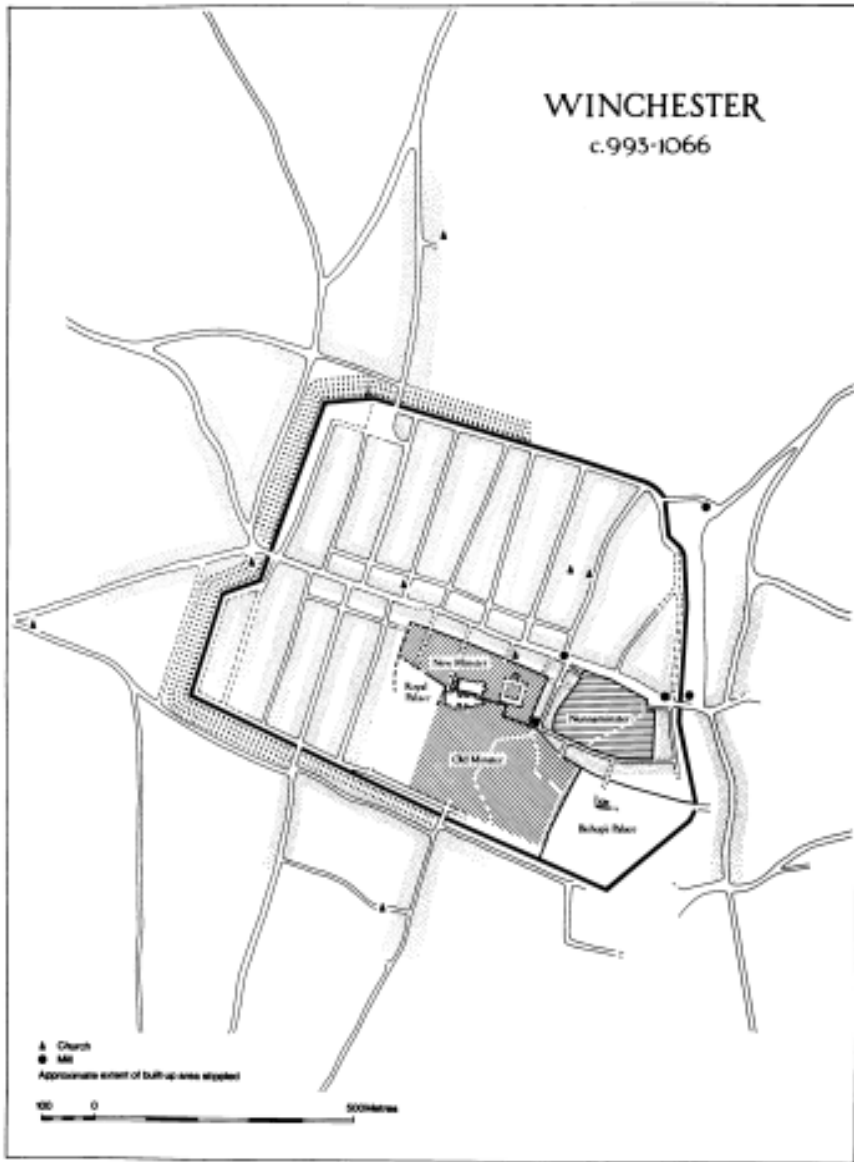 WINCHESTER
c.993-1066
New Minster
Royal
Palace
Nunnaminster
Old Minster
Bishop's Palace
Church
Mill
Approximate extent of built-up area stippled
100 0 500 Metres